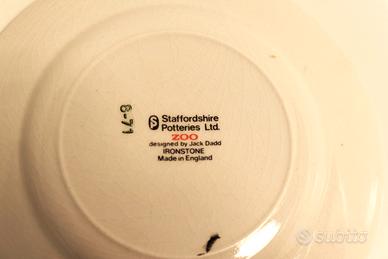 8-71
Staffordshire
Potteries Ltd.
ZOO
designed by Jack Dadd
IRONSTONE
Made in England
subito